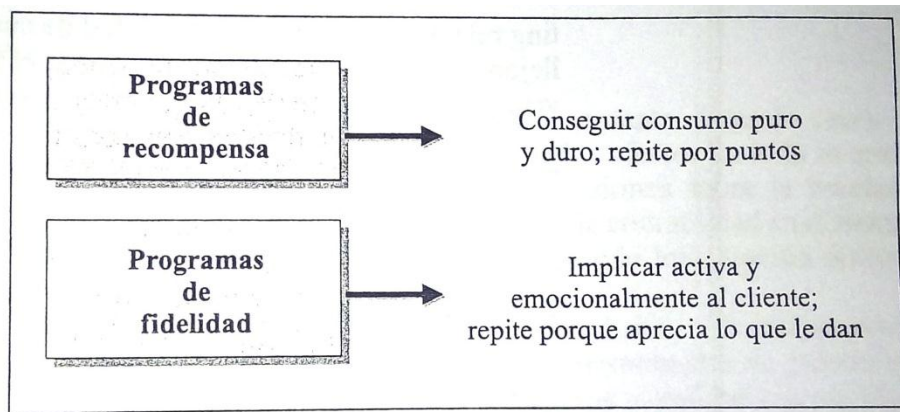 Programas
de
recompensa
Conseguir consumo puro
y duro; repite por puntos
Programas
de
fidelidad
Implicar activa y
emocionalmente al cliente;
repite porque aprecia lo que le dan